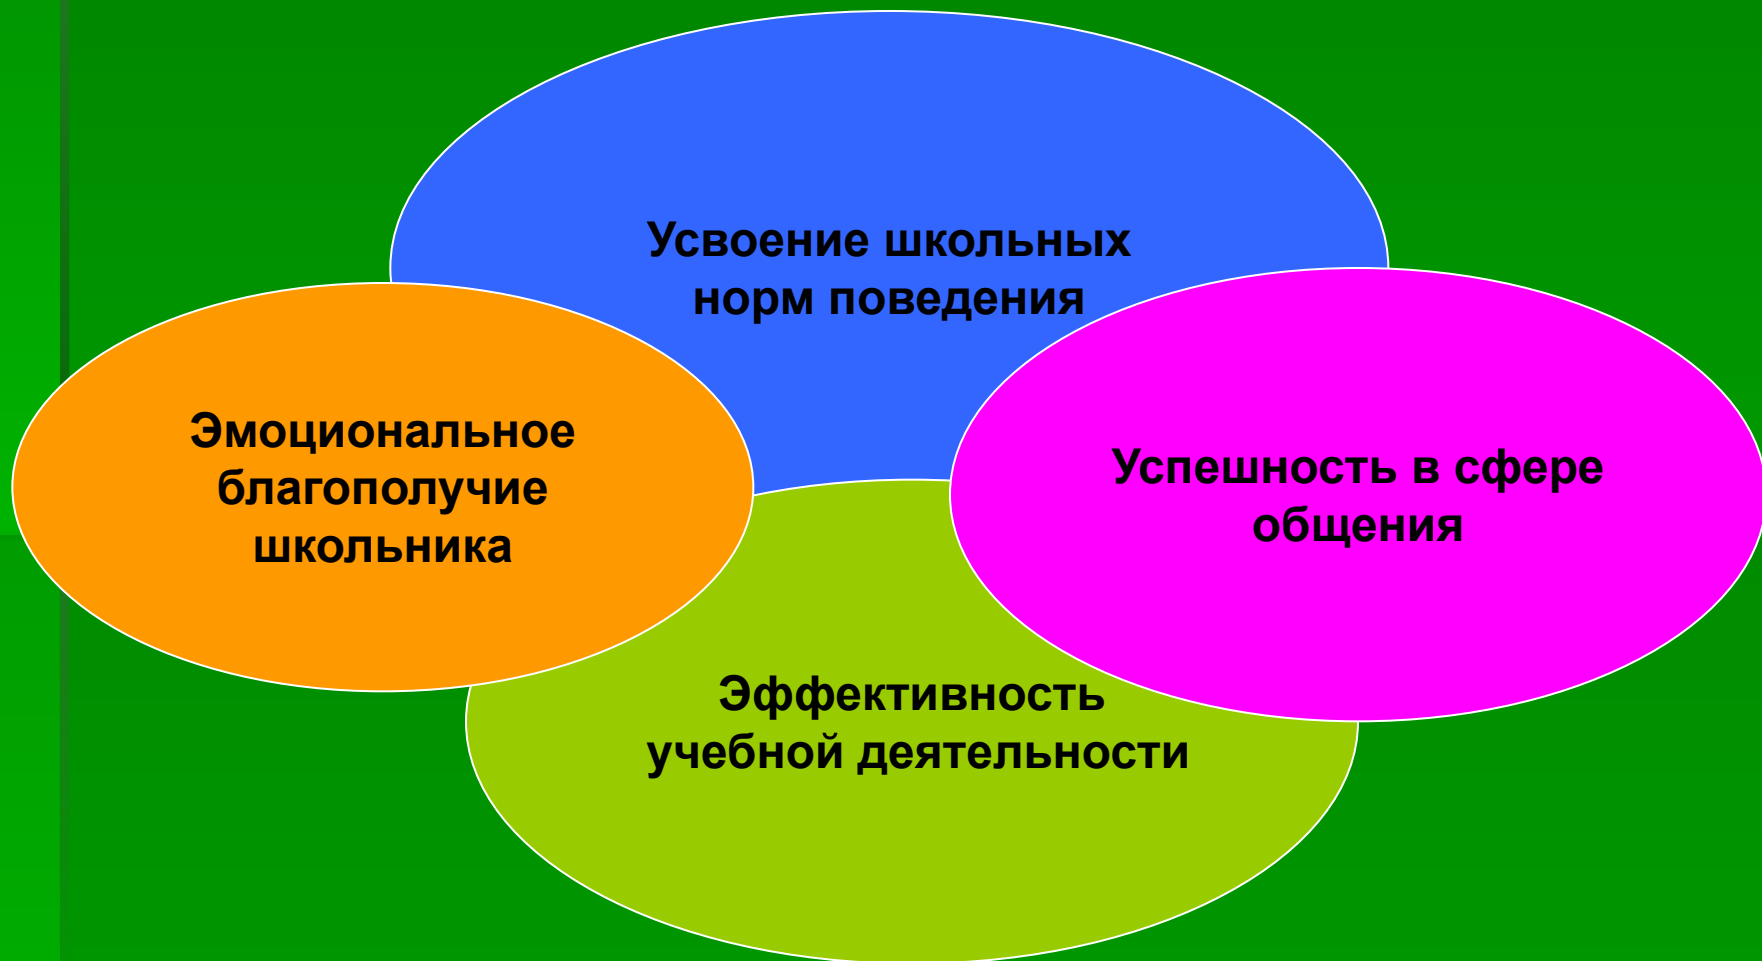 Усвоение школьных
норм поведения
Эмоциональное
благополучие
школьника
Успешность в сфере
общения
Эффективность
учебной деятельности